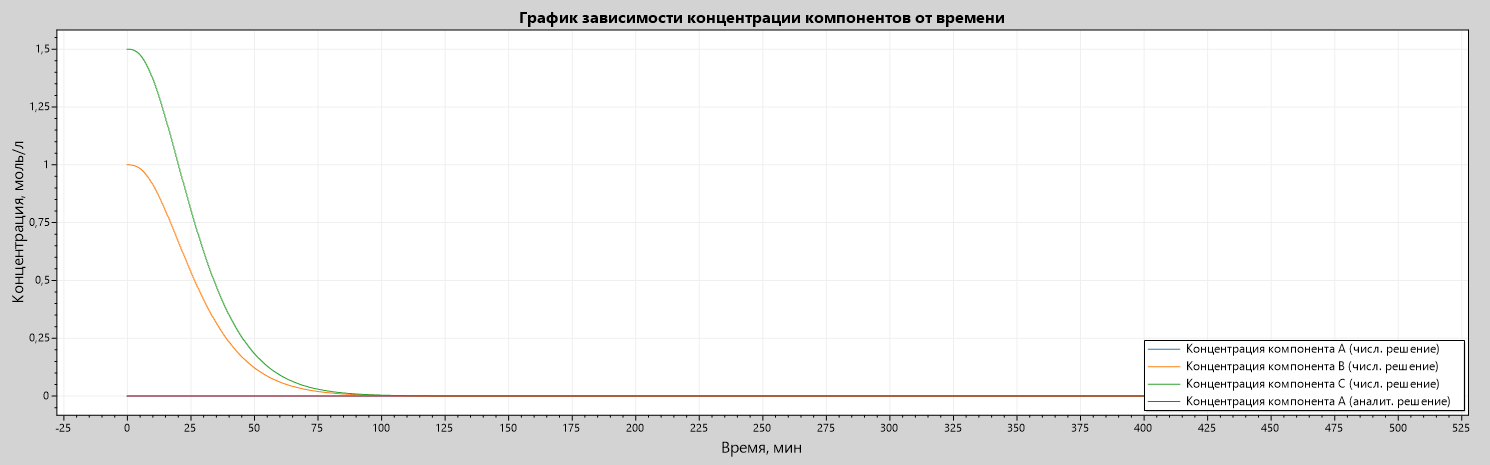 График зависимости концентрации компонентов от времени
Концентрация, моль/л
1,5
1,25
1
0,75
0,5
0,25
0
Концентрация компонента A (числ. решение)
Концентрация компонента B (числ. решение)
Концентрация компонента C (числ. решение)
Концентрация компонента A (аналит. решение)
-25 0 25 50 75 100 125 150 175 200 225 250 275 300 325 350 375 400 425 450 475 500 525
Время, мин